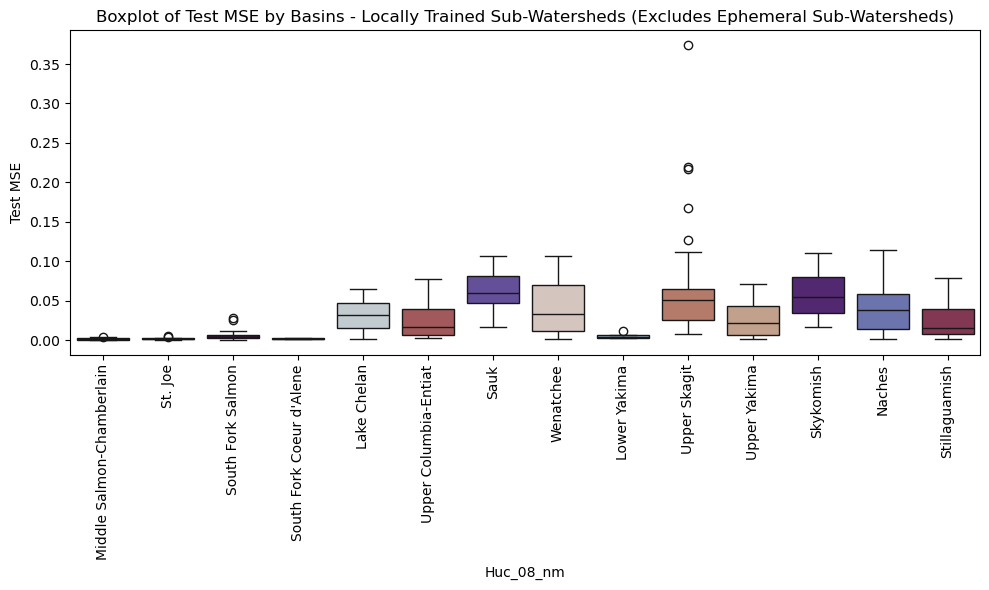 Boxplot of Test MSE by Basins - Locally Trained Sub-Watersheds (Excludes Ephemeral Sub-Watersheds)
Test MSE
0.35
0.30
0.25
0.20
0.15
0.10
0.05
0.00
Middle Salmon-Chamberlain
St. Joe
South Fork Salmon
South Fork Coeur d'Alene
Lake Chelan
Upper Columbia-Entiat
Sauk
Wenatchee
Lower Yakima
Upper Skagit
Upper Yakima
Skykomish
Naches
Stillaguamish
Huc_08_nm